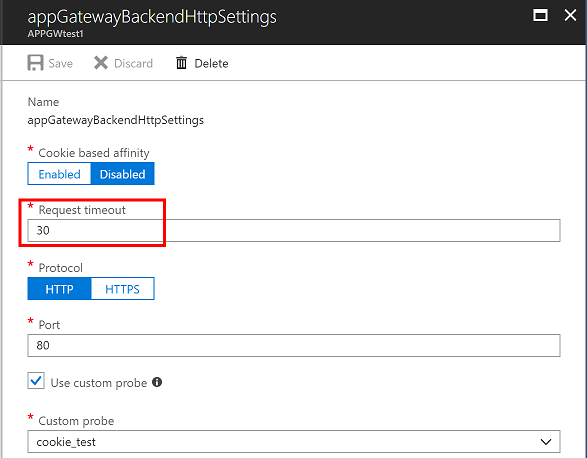 appGatewayBackendHttpSettings
APPGWtest1
Save Discard Delete
Name
appGatewayBackendHttpSettings
* Cookie based affinity
Enabled Disabled
* Request timeout
30
* Protocol
HTTP HTTPS
* Port
80
Use custom probe
* Custom probe
cookie_test